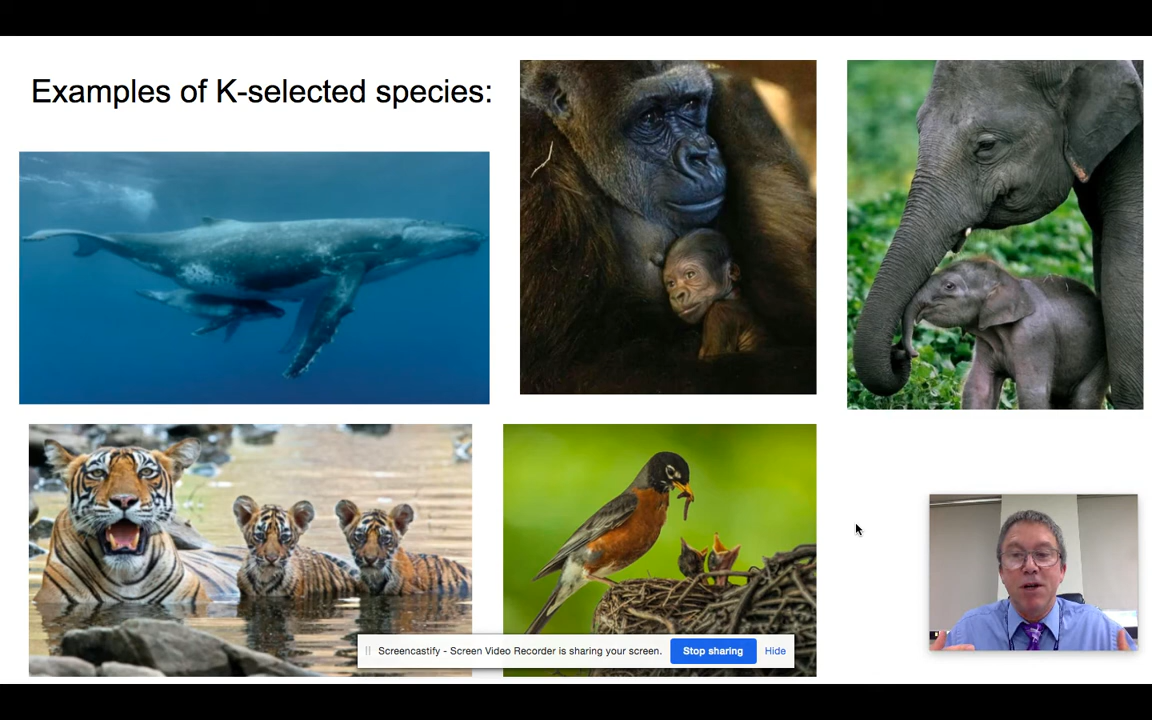 Examples of K-selected species:
Screencastify - Screen Video Recorder is sharing your screen.
Stop sharing
Hide